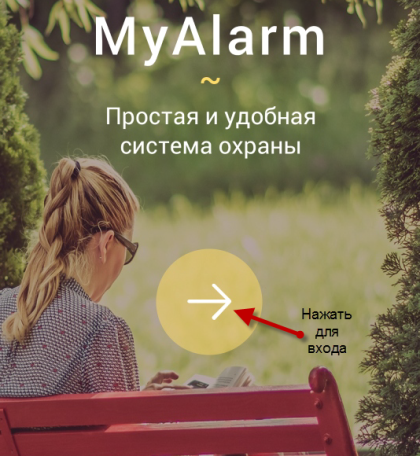 MyAlarm
~
Простая и удобная
система охраны
Нажать
для
входа